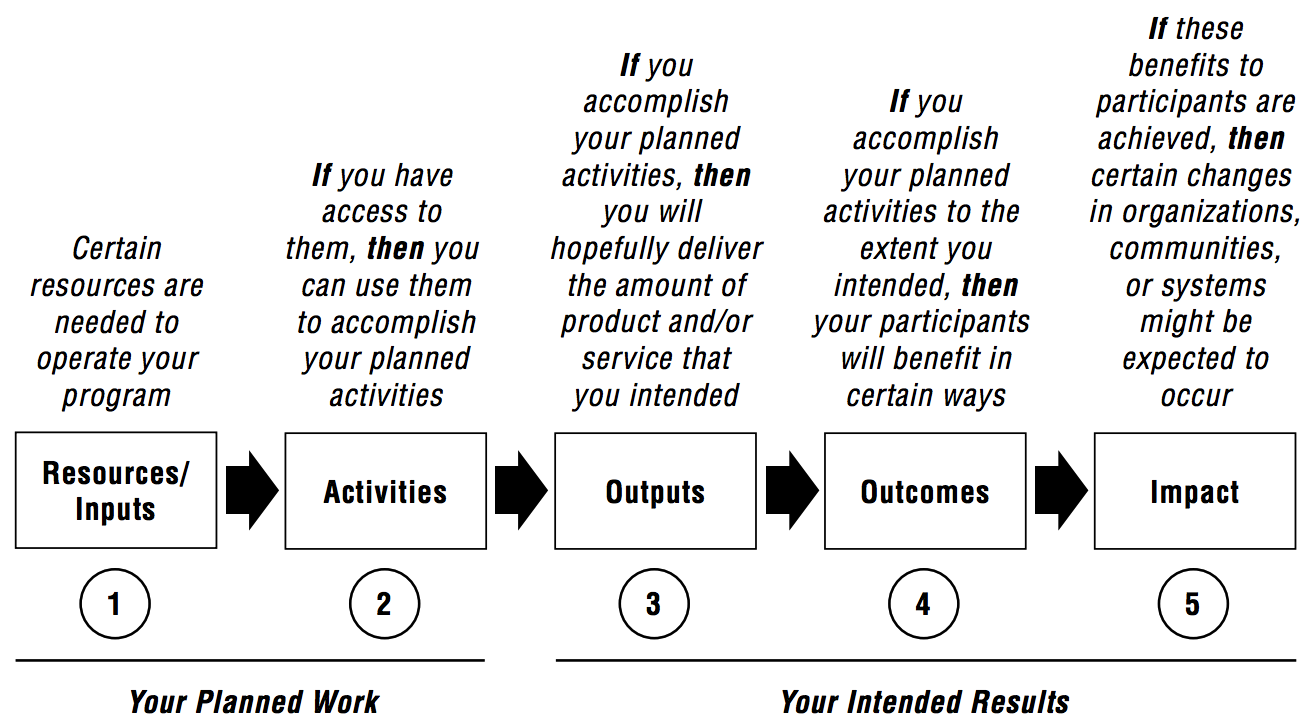 Certain
resources are
needed to
operate your
program
If you have
access to
them, then you
can use them
to accomplish
your planned
activities
If you
accomplish
your planned
activities, then
you will
hopefully deliver
the amount of
product and/or
service that
you intended
If you
accomplish
your planned
activities to the
extent you
intended, then
your participants
will benefit in
certain ways
If these
benefits to
participants are
achieved, then
certain changes
in organizations,
communities,
or systems
might be
expected to
occur
Resources/
Inputs
Activities
Outputs
Outcomes
Impact
1
2
3
4
5
Your Planned Work
Your Intended Results